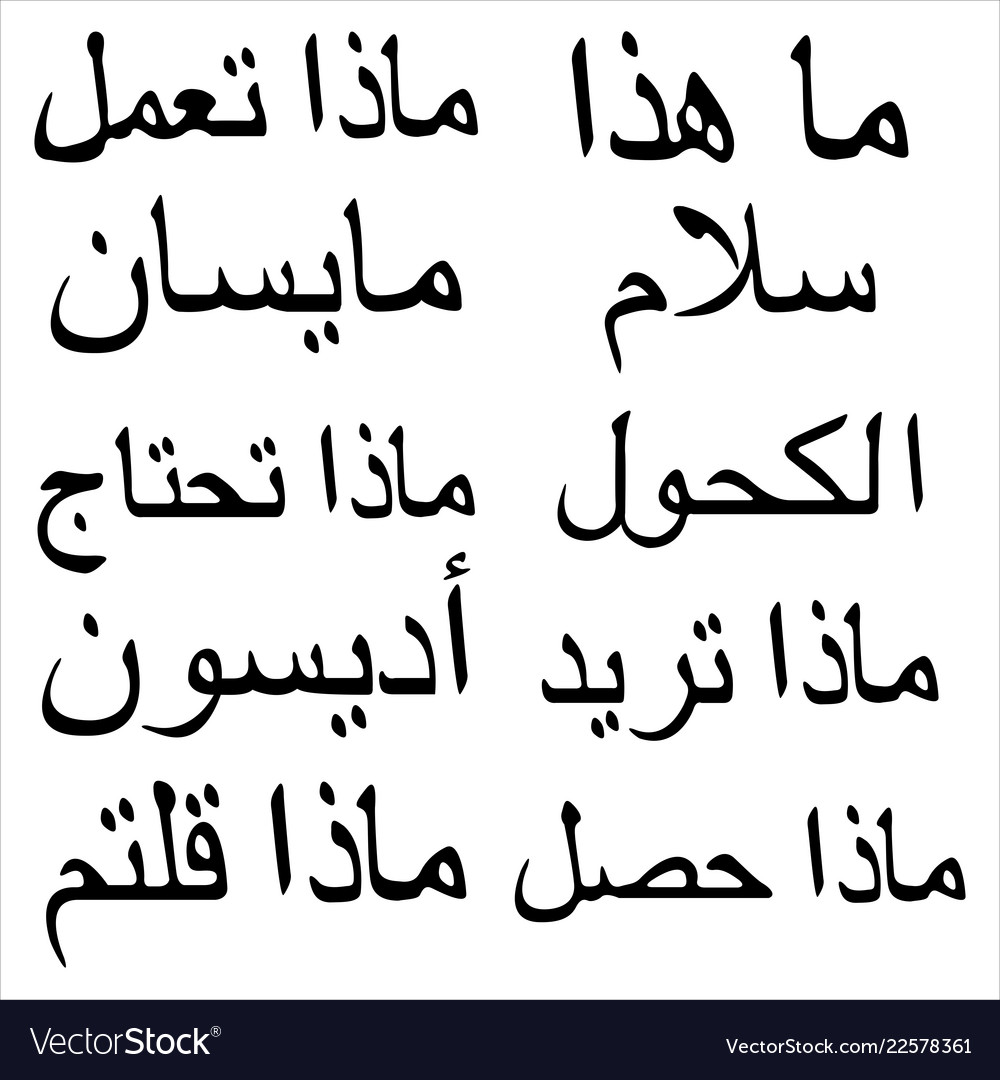 ما هذا ماذا تعمل
سلام مايسان
الكحول ماذا تحتاج
ماذا تريد أديسون
ماذا حصل ماذا قلتم
VectorStock® VectorStock.com/22578361